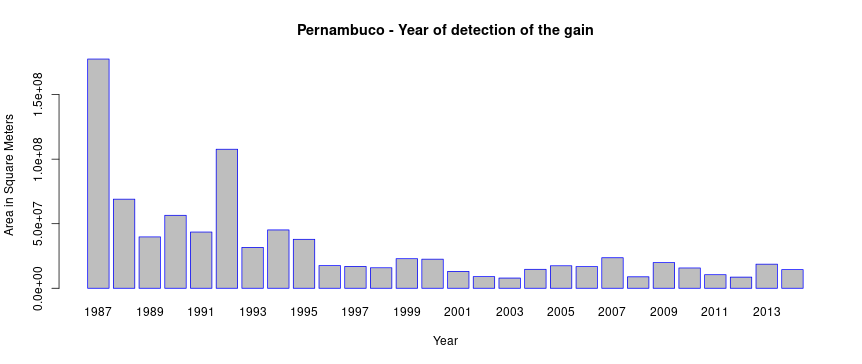 Pernambuco - Year of detection of the gain
Area in Square Meters
1.5e+08
1.0e+08
5.0e+07
0.0e+00
1987 1989 1991 1993 1995 1997 1999 2001 2003 2005 2007 2009 2011 2013
Year